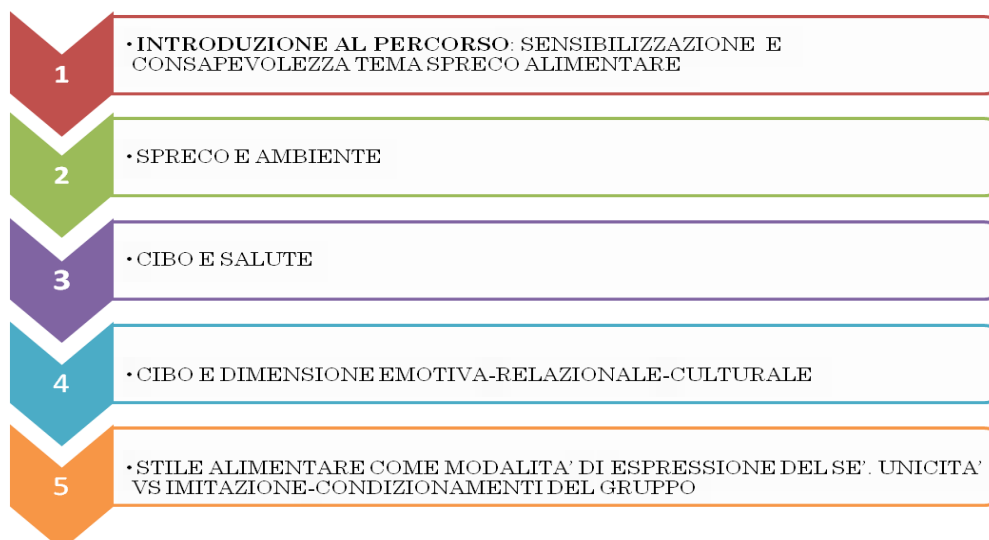 1
• INTRODUZIONE AL PERCORSO: SENSIBILIZZAZIONE E
CONSAPEVOLEZZA TEMA SPRECO ALIMENTARE
2
• SPRECO E AMBIENTE
3
• CIBO E SALUTE
4
• CIBO E DIMENSIONE EMOTIVA-RELAZIONALE-CULTURALE
5
• STILE ALIMENTARE COME MODALITA’ DI ESPRESSIONE DEL SE’. UNICITA’
VS IMITAZIONE-CONDIZIONAMENTI DEL GRUPPO